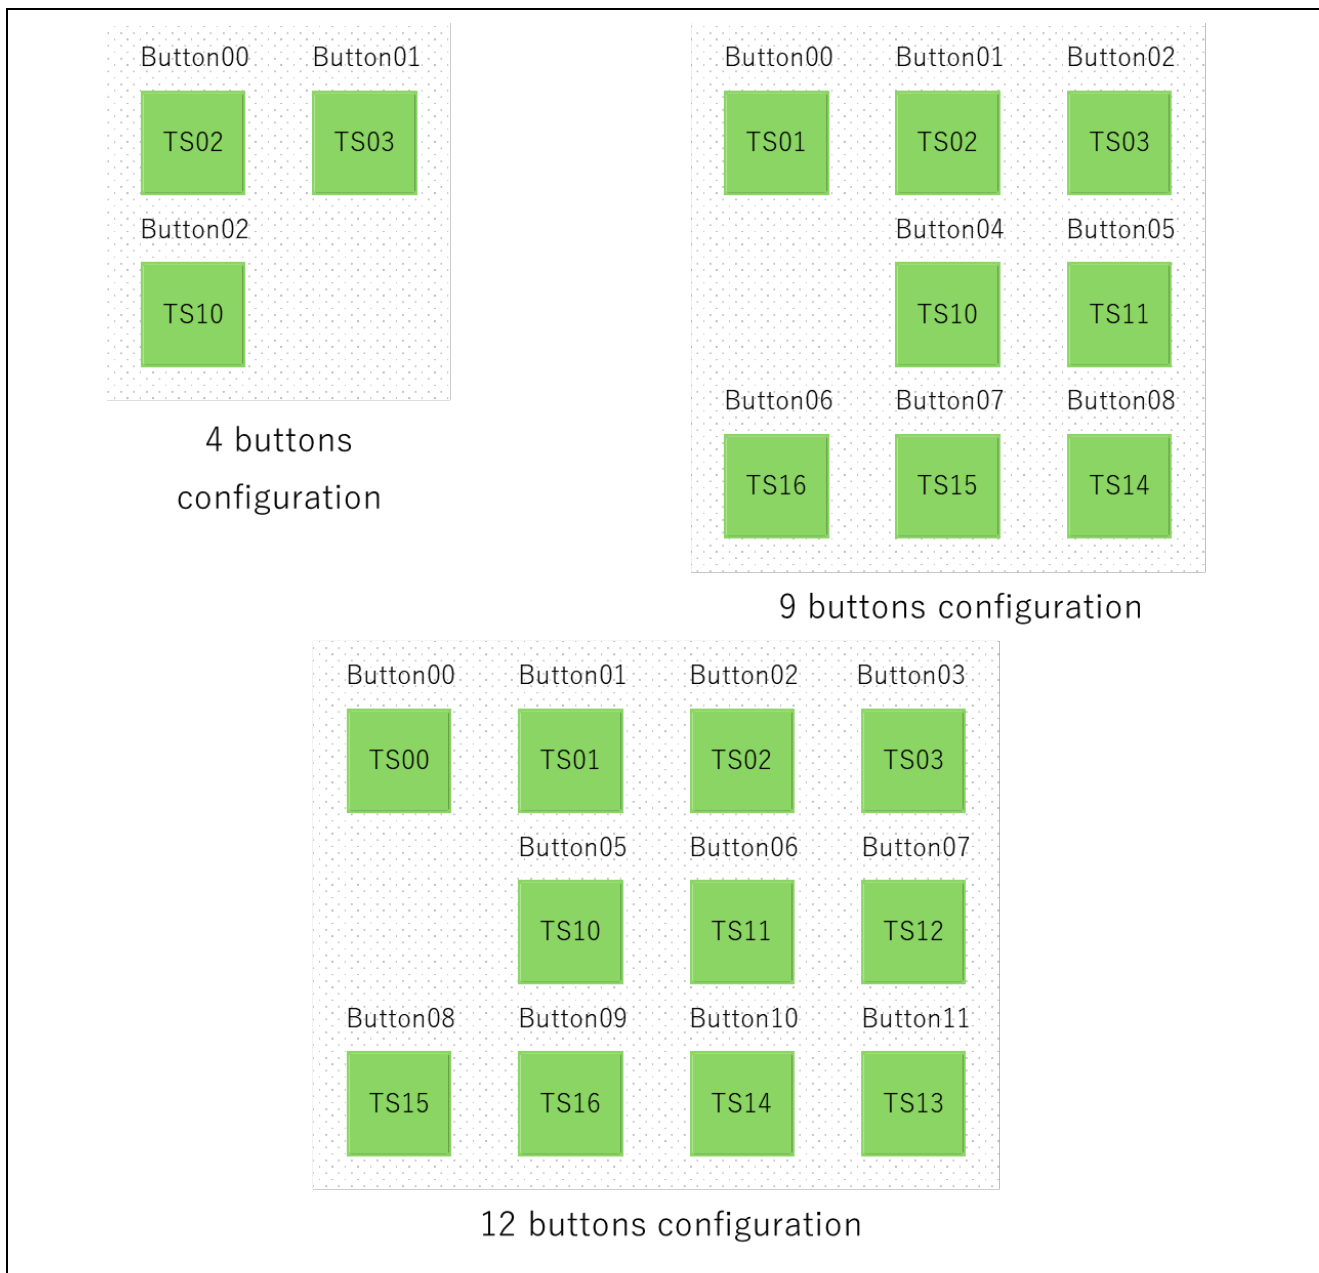 Button00 Button01
TS02 TS03
Button02
TS10
4 buttons
configuration
Button00 Button01 Button02
TS01 TS02 TS03
Button04 Button05
TS10 TS11
Button06 Button07 Button08
TS16 TS15 TS14
9 buttons configuration
Button00 Button01 Button02 Button03
TS00 TS01 TS02 TS03
Button05 Button06 Button07
TS10 TS11 TS12
Button08 Button09 Button10 Button11
TS15 TS16 TS14 TS13
12 buttons configuration